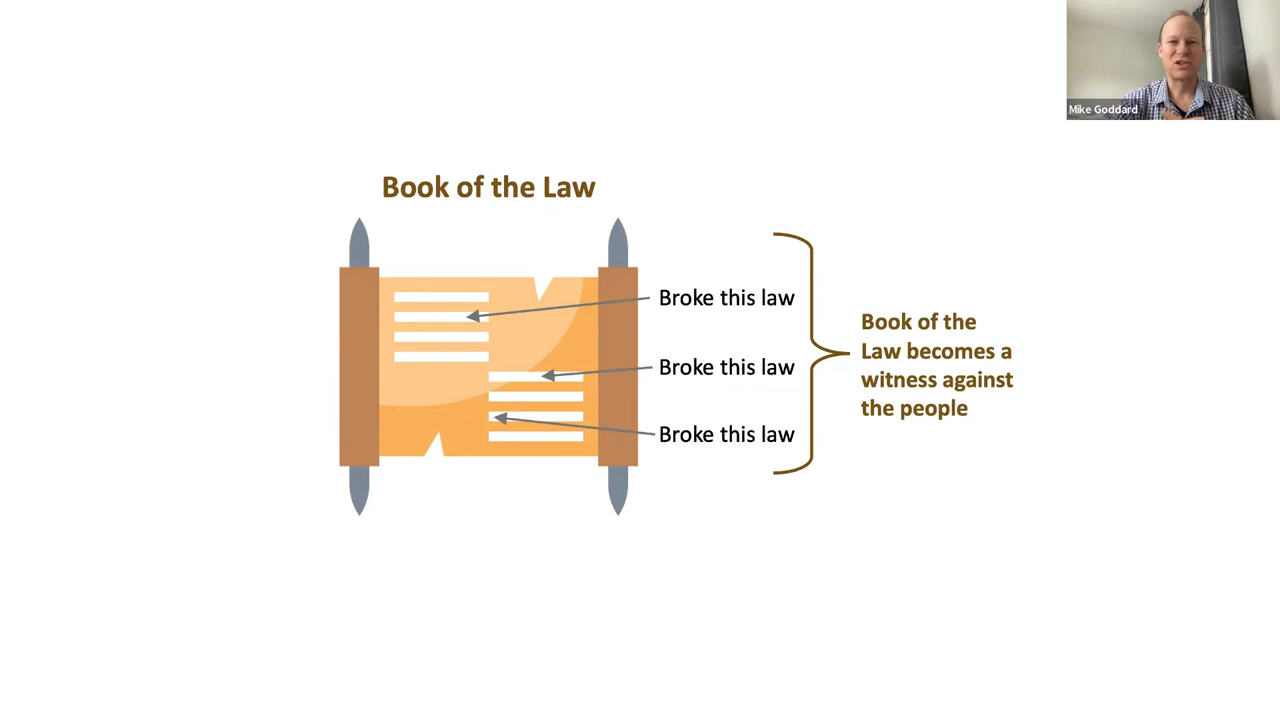 Mike Goddard
Book of the Law
Broke this law
Broke this law
Broke this law
Book of the
Law becomes a
witness against
the people